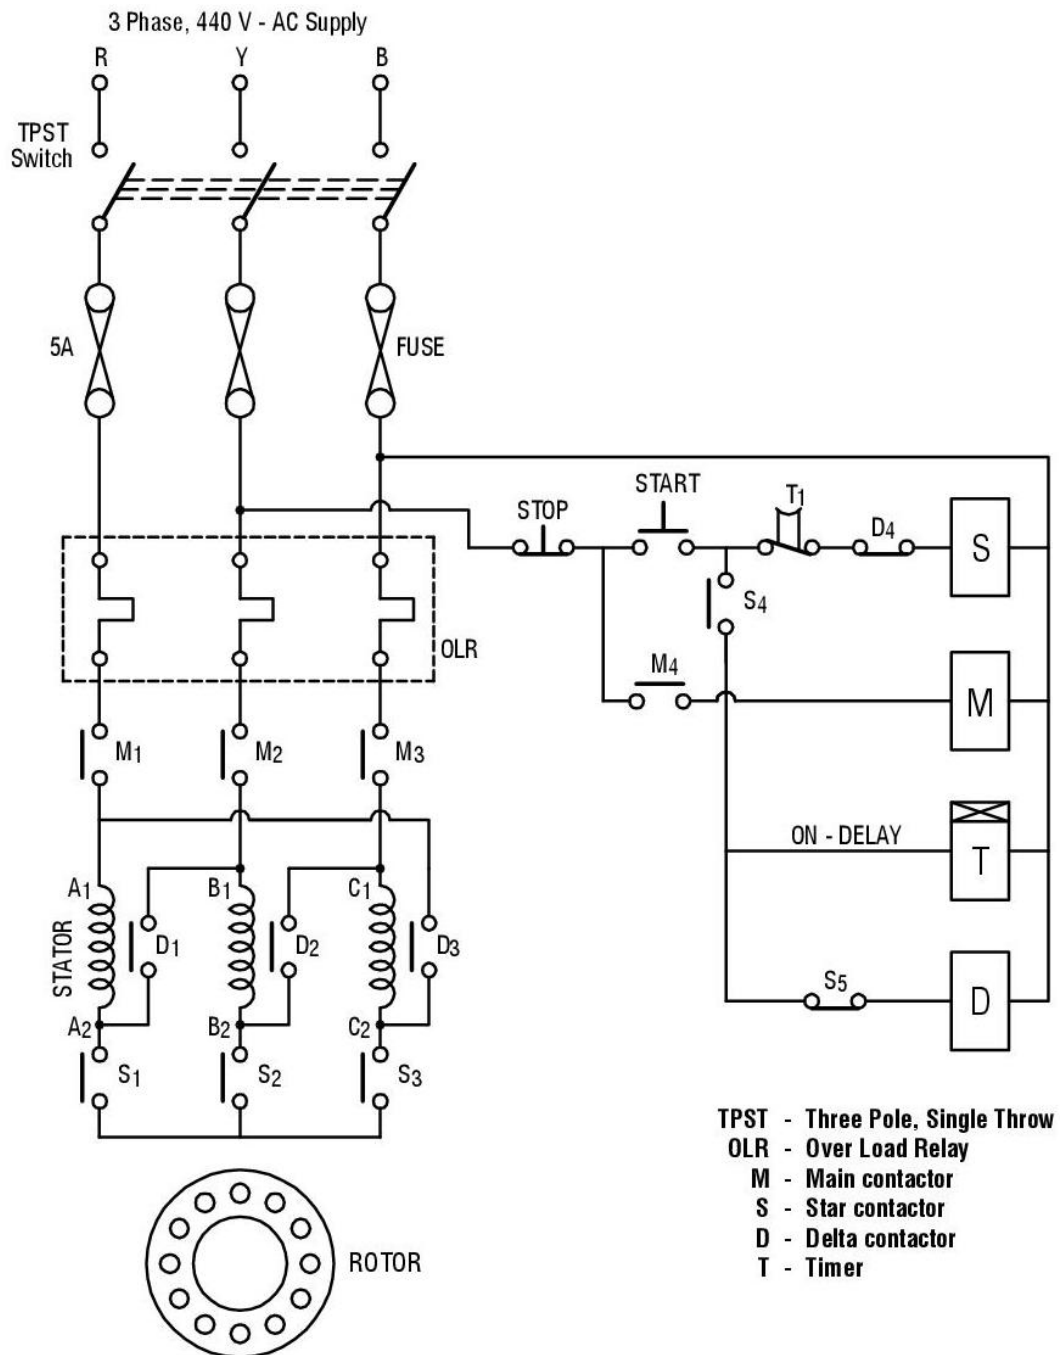 3 Phase, 440 V - AC Supply
R Y B
TPST
Switch
5A
FUSE
STOP
START
T1
D4
S
S4
OLR
M4
M
M1 M2 M3
ON - DELAY
T
A1 B1 C1
STATOR
D1 D2 D3
S5
D
A2 B2 C2
S1 S2 S3
TPST - Three Pole, Single Throw
OLR - Over Load Relay
M - Main contactor
S - Star contactor
D - Delta contactor
T - Timer
ROTOR